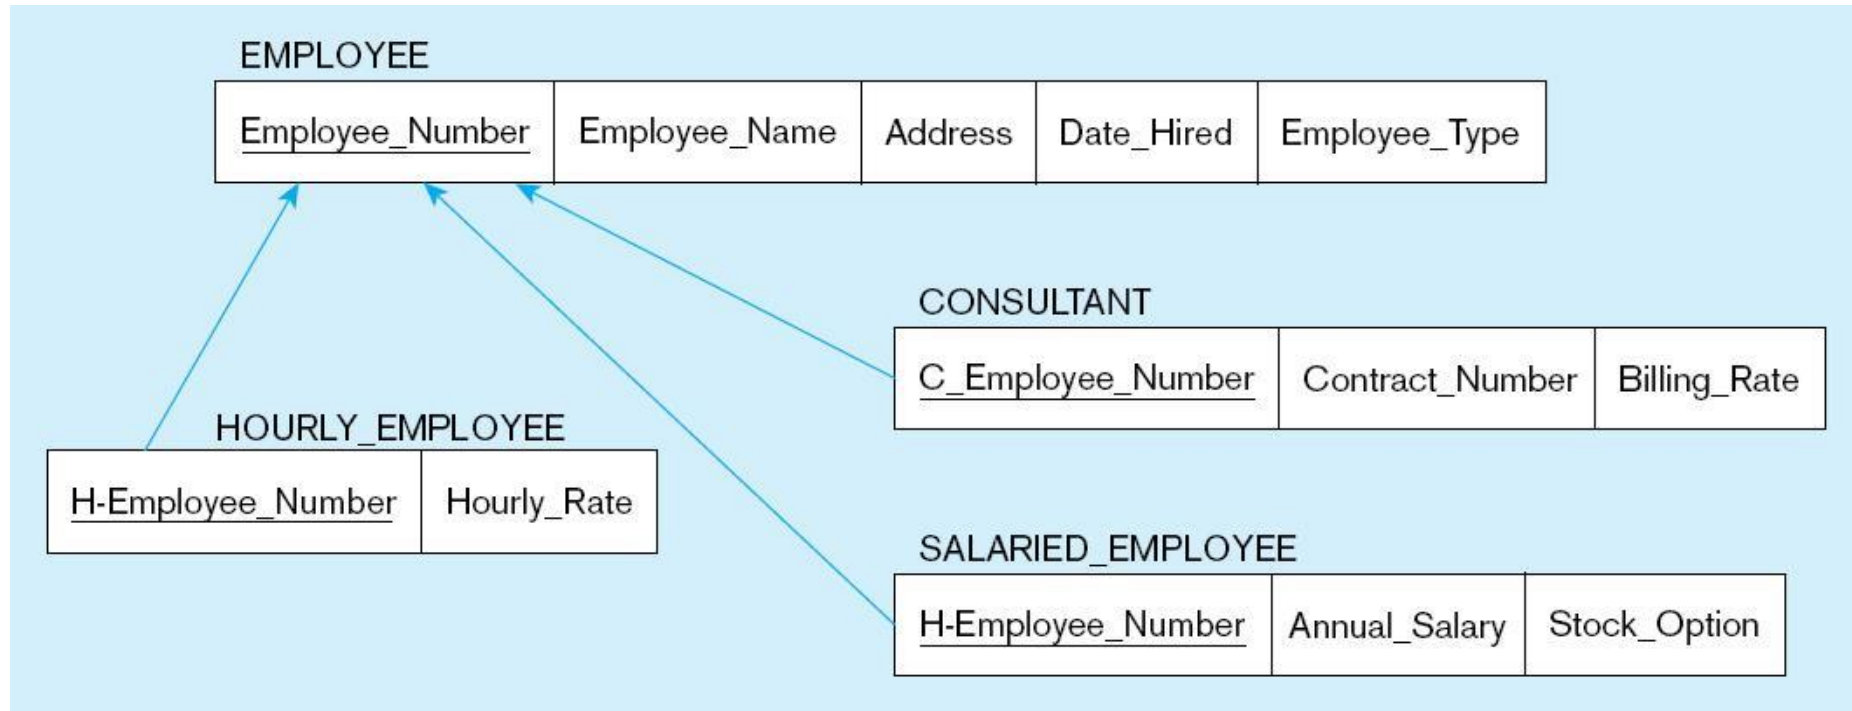 EMPLOYEE
Employee_Number Employee_Name Address Date_Hired Employee_Type
CONSULTANT
C_Employee_Number Contract_Number Billing_Rate
HOURLY_EMPLOYEE
H-Employee_Number Hourly_Rate
SALARIED_EMPLOYEE
H-Employee_Number Annual_Salary Stock_Option